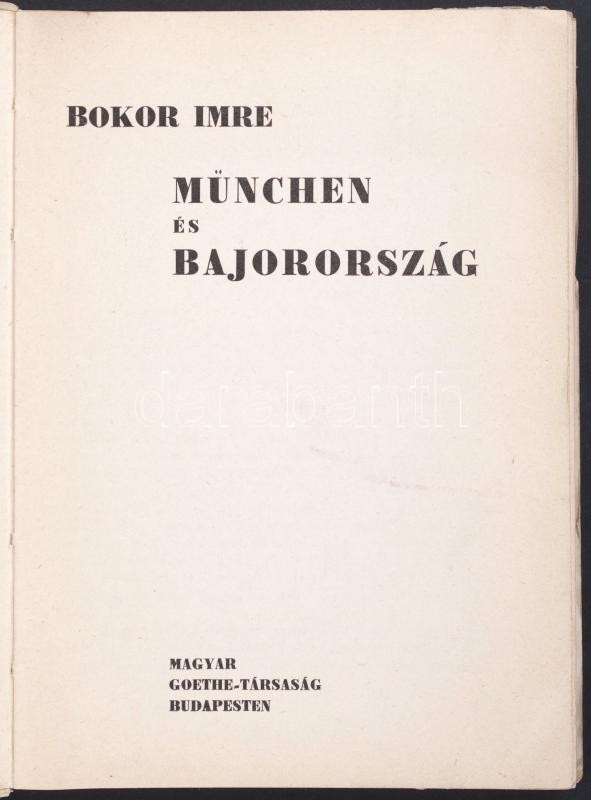 BOKOR IMRE
MÜNCHEN
ÉS
BAJORORSZÁG
darabanth
MAGYAR
GOETHE-TÁRSASÁG
BUDAPESTEN